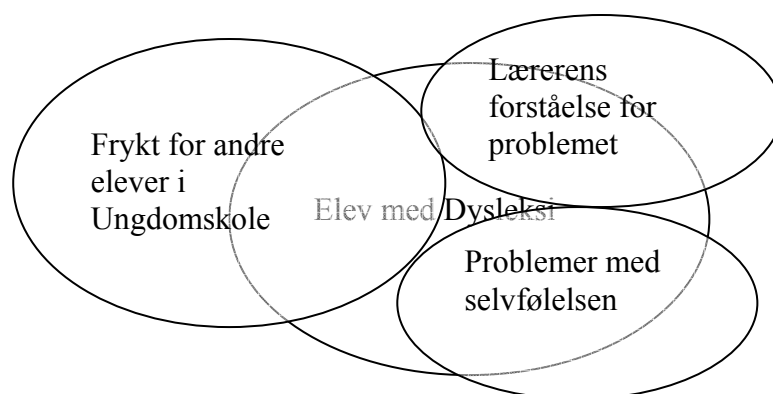 Lærerens
forståelse for
problemet
Frykt for andre
elever i
Ungdomskole
Elev med Dysleksi
Problemer med
selvfølelsen